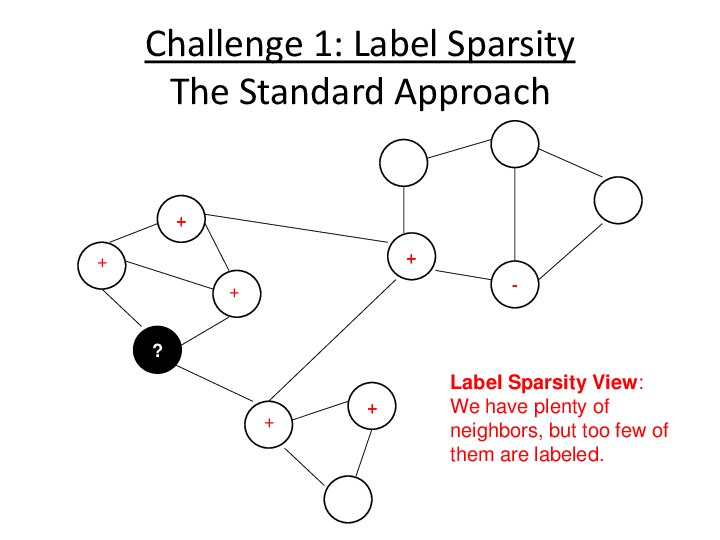 Challenge 1: Label Sparsity
The Standard Approach
+
+
+
?
+
-
+
+
Label Sparsity View:
We have plenty of
neighbors, but too few of
them are labeled.